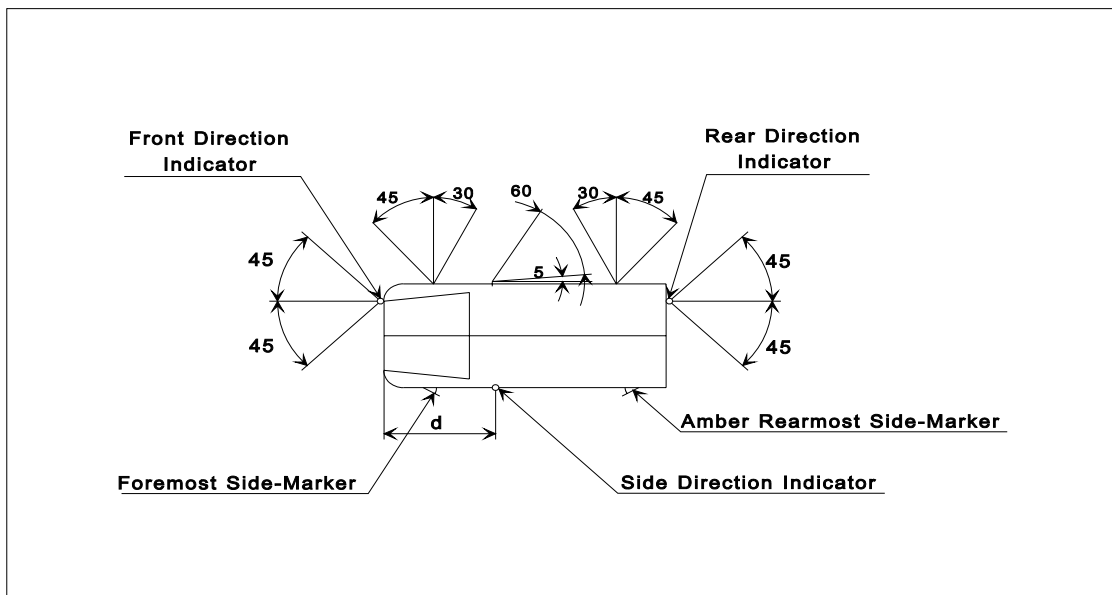 Front Direction
Indicator
Rear Direction
Indicator
45
30
60
30
45
45
45
5
45
45
d
Amber Rearmost Side-Marker
Foremost Side-Marker
Side Direction Indicator